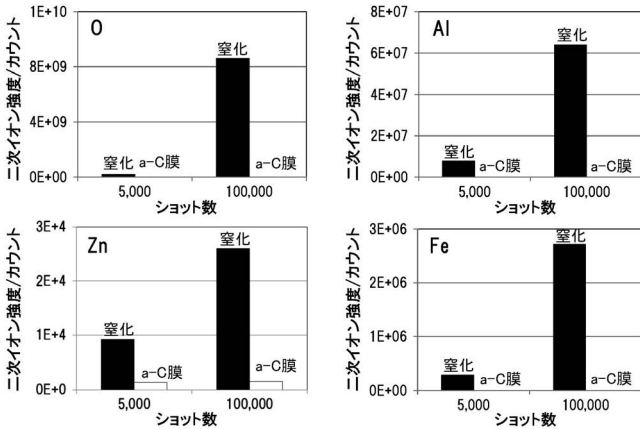 二次イオン強度/カウント
1E+10
8E+09
4E+09
0E+00
O
窒化
a-C膜
窒化
a-C膜
5,000
100,000
ショット数
二次イオン強度/カウント
8E+07
6E+07
4E+07
2E+07
0E+00
Al
窒化
a-C膜
窒化
a-C膜
5,000
100,000
ショット数
二次イオン強度/カウント
3E+4
2E+4
1E+4
0E+0
Zn
窒化
a-C膜
窒化
a-C膜
5,000
100,000
ショット数
二次イオン強度/カウント
3E+06
2E+06
1E+06
0E+00
Fe
窒化
a-C膜
窒化
a-C膜
5,000
100,000
ショット数